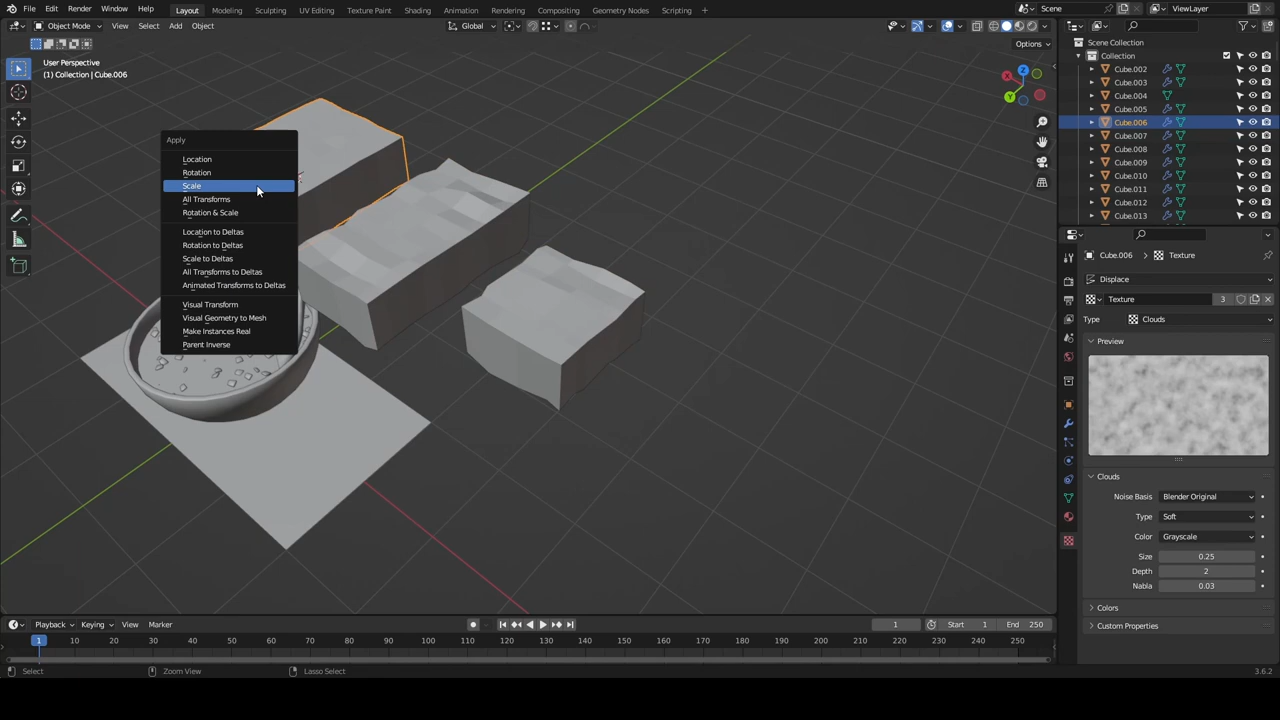 File Edit Render Window Help Layout Modeling Sculpting UV Editing Texture Paint Shading Animation Rendering Compositing Geometry Nodes Scripting + Scene ViewLayer
Object Mode View Select Add Object Global
Options
User Perspective
(1) Collection | Cube.006
Apply
Location
Rotation
Scale
All Transforms
Rotation & Scale
Location to Deltas
Rotation to Deltas
Scale to Deltas
All Transforms to Deltas
Animated Transforms to Deltas
Visual Transform
Visual Geometry to Mesh
Make Instances Real
Parent Inverse
Z
Y
Scene Collection
Collection
Cube.002
Cube.003
Cube.004
Cube.005
Cube.006
Cube.007
Cube.008
Cube.009
Cube.010
Cube.011
Cube.012
Cube.013
Cube.006 > Texture
Displace
Texture 3
Type Clouds
Preview
Clouds
Noise Basis Blender Original
Type Soft
Color Grayscale
Size 0.25
Depth 2
Nabla 0.03
Colors
Custom Properties
Playback Keying View Marker 1 Start 1 End 250
1 10 20 30 40 50 60 70 80 90 100 110 120 130 140 150 160 170 180 190 200 210 220 230 240 250
Select Zoom View Lasso Select 3.6.2